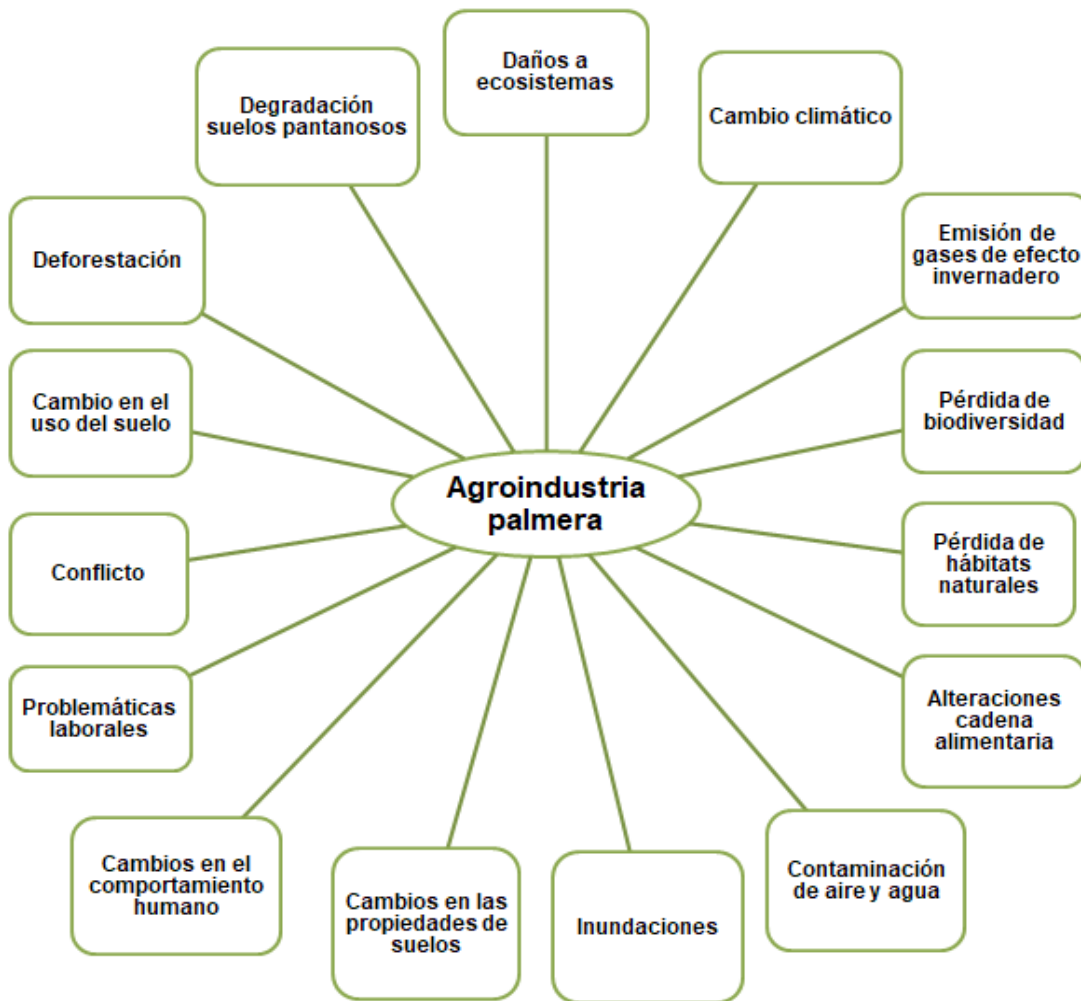 Daños a
ecosistemas
Degradación
suelos pantanosos
Cambio climático
Deforestación
Emisión de
gases de efecto
invernadero
Cambio en el
uso del suelo
Pérdida de
biodiversidad
Agroindustria
palmera
Conflicto
Pérdida de
hábitats
naturales
Problemáticas
laborales
Alteraciones
cadena
alimentaria
Cambios en el
comportamiento
humano
Cambios en las
propiedades de
suelos
Inundaciones
Contaminación
de aire y agua